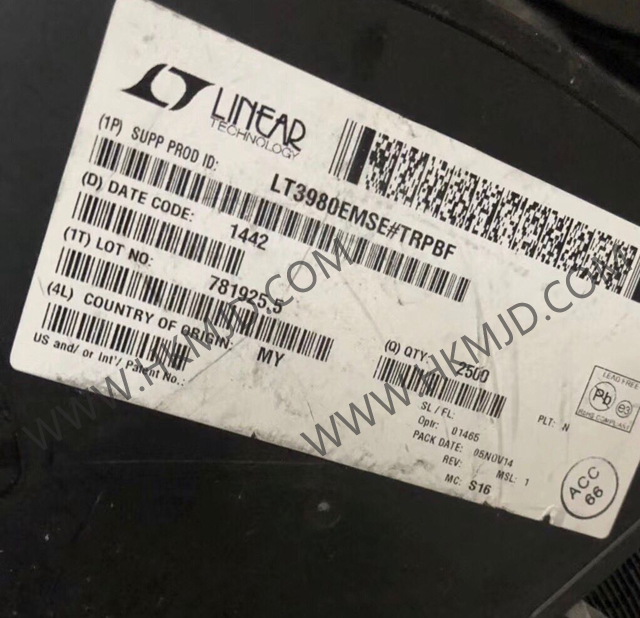 LINEAR
TECHNOLOGY
(1P) SUPP PROD ID:
LT3980EMSE#TRPBF
(D) DATE CODE:
1442
(1T) LOT NO:
781925.5
(4L) COUNTRY OF ORIGIN:
MY
US and/ or Int'/ Patent No.:
(Q) QTY:
2500
SL / FL:
Optr: 01465
PLT: N
PACK DATE: 05NOV14
REV:
MSL: 1
MC: S16
LEAD FREE
Pb
e3
ROHS COMPLIANT
ACC
66
WWW.HKMJD.COM
WWW.HKMJD.COM